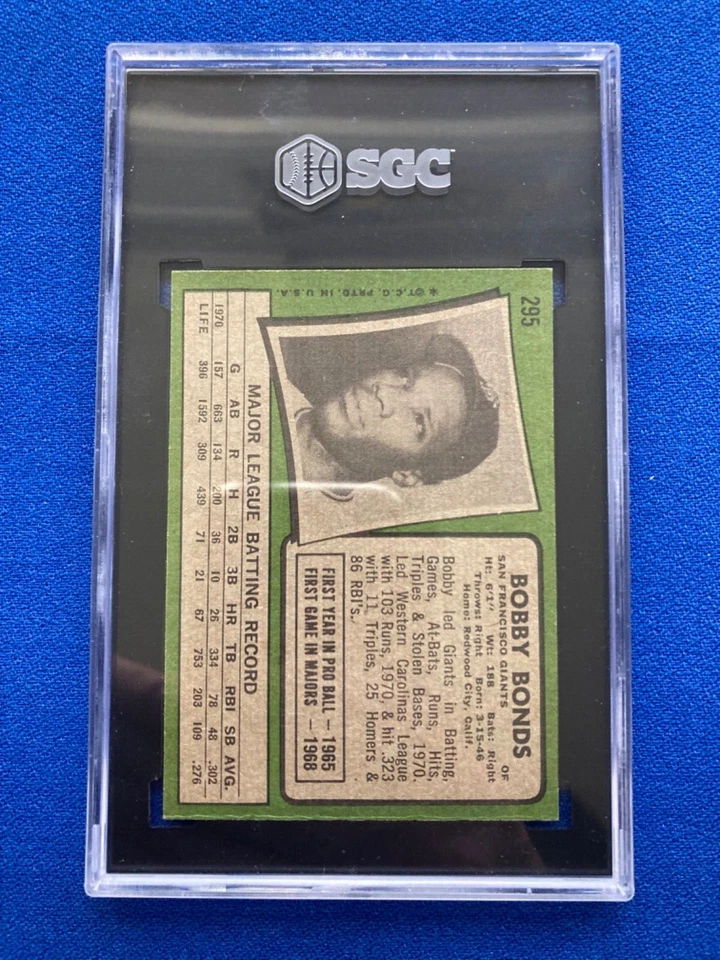 SGC
295
*©T.C.G. PRTD. IN U.S.A.
BOBBY BONDS
OF
SAN FRANCISCO GIANTS
Ht: 6'1" Wt: 188 Bats: Right
Throws: Right Born: 3-15-46
Home: Redwood City, Calif.
Bobby led Giants in Batting,
Games, At-Bats, Runs, Hits,
Triples & Stolen Bases, 1970.
Led Western Carolinas League
with 103 Runs, 1970, & hit .323
with 11 Triples, 25 Homers &
86 RBI's.
FIRST YEAR IN PRO BALL — 1965
FIRST GAME IN MAJORS — 1968
MAJOR LEAGUE BATTING RECORD
G AB R H 2B 3B HR TB RBI SB AVG.
1970 157 663 134 200 36 10 26 334 78 48 .302
LIFE 396 1592 309 439 71 21 67 753 203 109 .276